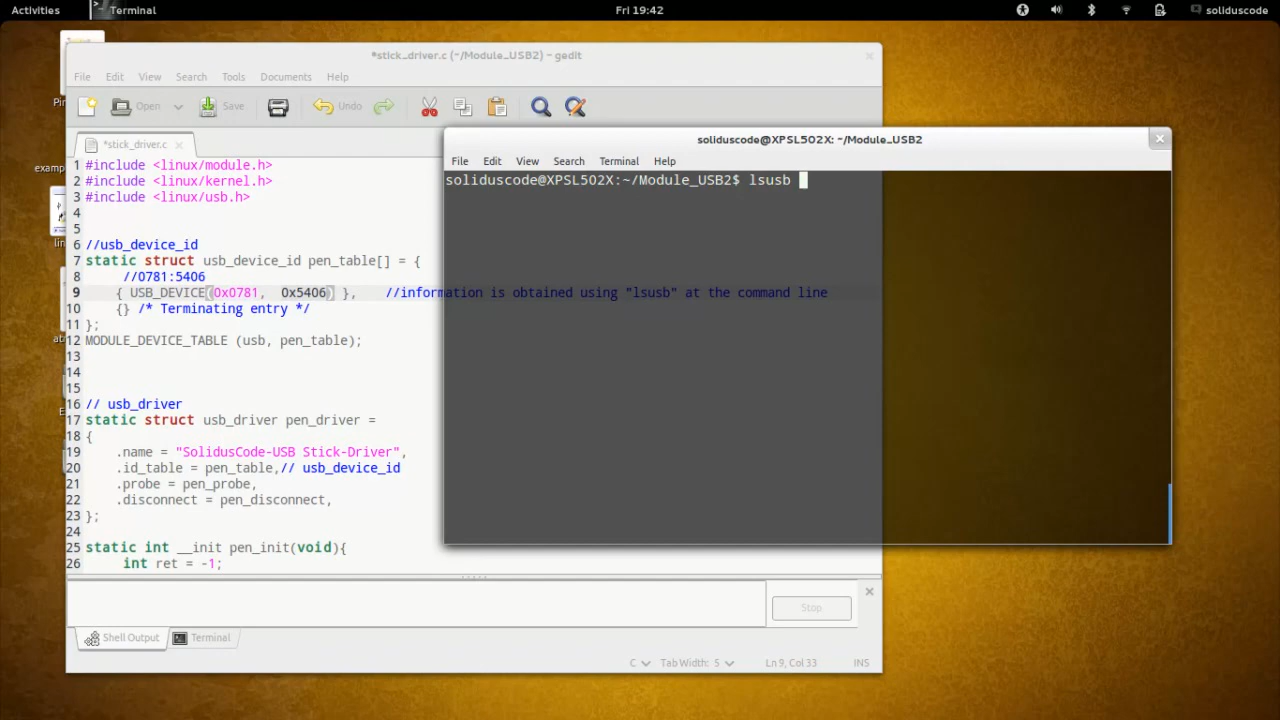 Activities
Terminal
Fri 19:42
soliduscode
*stick_driver.c (~/Module_USB2) - gedit
File Edit View Search Tools Documents Help
Open
Save
Undo
*stick_driver.c
1 #include <linux/module.h>
2 #include <linux/kernel.h>
3 #include <linux/usb.h>
4
5
6 //usb_device_id
7 static struct usb_device_id pen_table[] = {
8 //0781:5406
9 { USB_DEVICE(0x0781, 0x5406) }, //information is obtained using "lsusb" at the command line
10 {} /* Terminating entry */
11 };
12 MODULE_DEVICE_TABLE (usb, pen_table);
13
14
15
16 // usb_driver
17 static struct usb_driver pen_driver =
18 {
19 .name = "SolidusCode-USB Stick-Driver",
20 .id_table = pen_table,// usb_device_id
21 .probe = pen_probe,
22 .disconnect = pen_disconnect,
23 };
24
25 static int __init pen_init(void){
26 int ret = -1;
Stop
Shell Output
Terminal
C
Tab Width: 5
Ln 9, Col 33
INS
soliduscode@XPSL502X: ~/Module_USB2
File Edit View Search Terminal Help
soliduscode@XPSL502X:~/Module_USB2$ lsusb